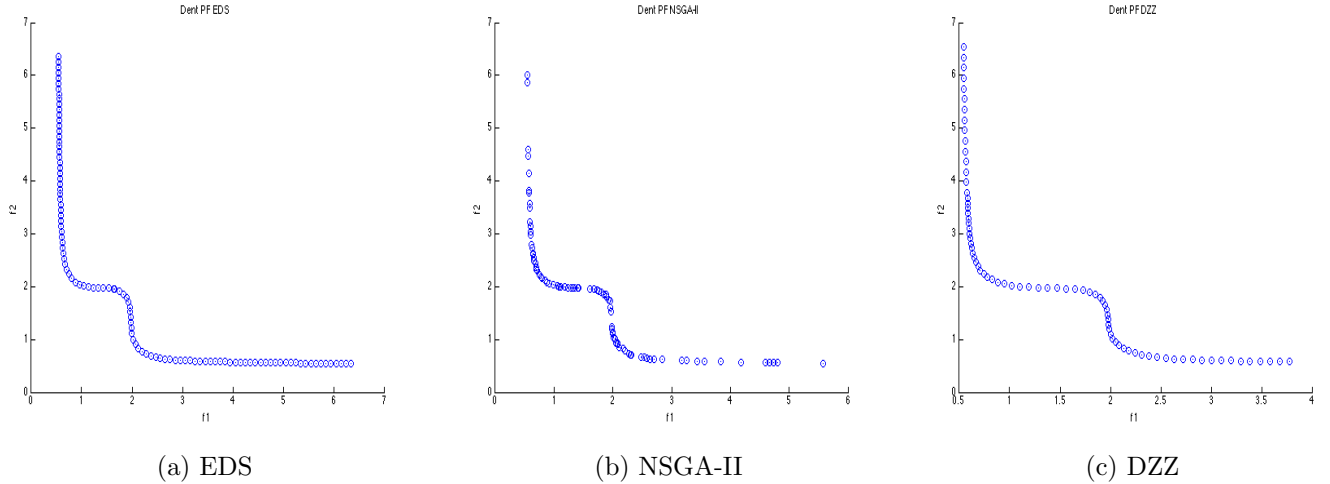 Dent PF EDS
7
6
5
4
3
2
1
0
f2
0 1 2 3 4 5 6 7
f1
(a) EDS
Dent PF NSGA-II
7
6
5
4
3
2
1
0
f2
0 1 2 3 4 5 6
f1
(b) NSGA-II
Dent PF DZZ
7
6
5
4
3
2
1
0
f2
0.5 1 1.5 2 2.5 3 3.5 4
f1
(c) DZZ